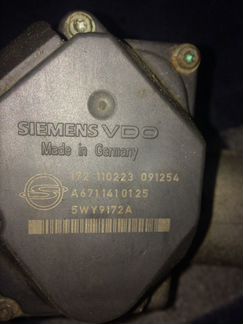 SIEMENS VDO
Made in Germany
172 110223 091254
A6711410125
5WY9172A